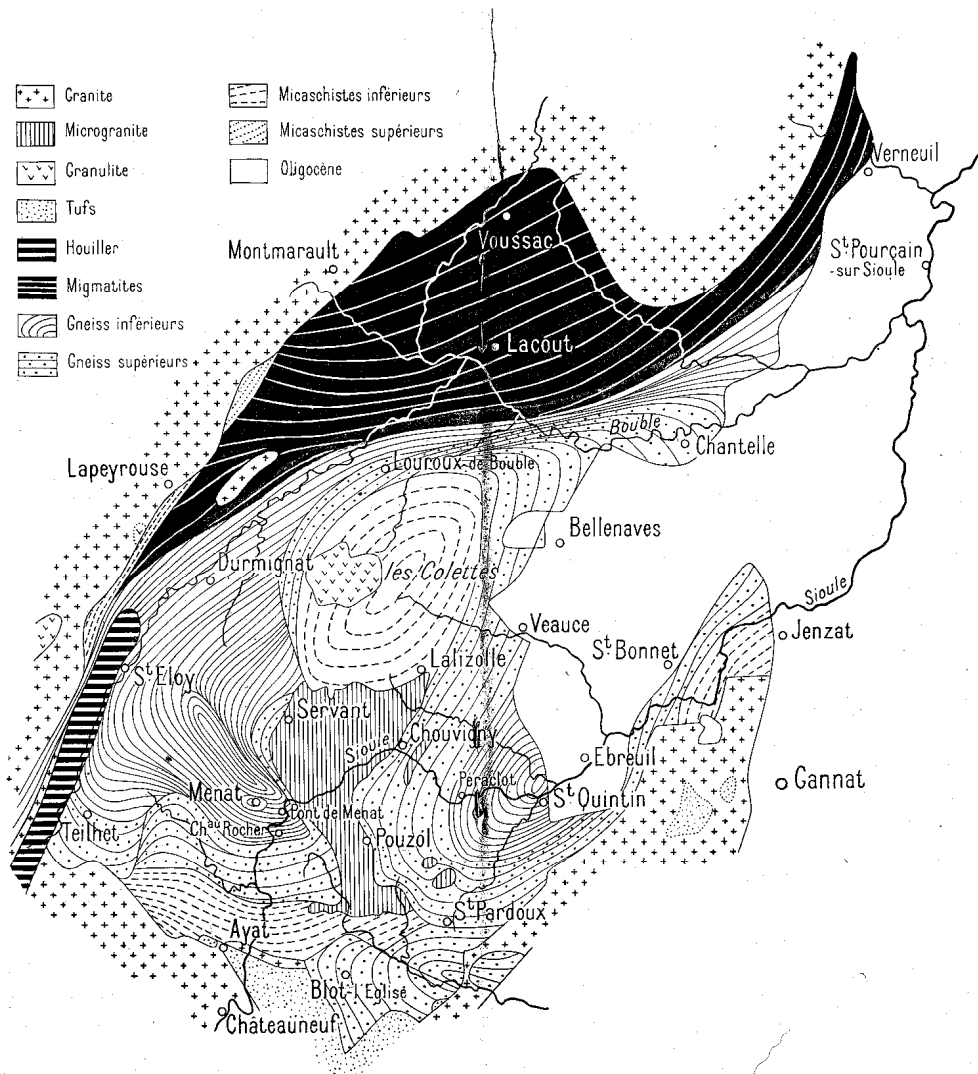 Granite
Microgranite
Granulite
Tufs
Houiller
Migmatites
Gneiss inférieurs
Gneiss supérieurs
Micaschistes inférieurs
Micaschistes supérieurs
Oligocène
Verneuil
Voussac
Montmarault
St Pourçain
-sur Sioule
Lacout
Bouble
Chantelle
Lapeyrouse
Louroux-de Bouble
Bellenaves
Durmignat
les Colettes
Sioule
Veauce
Jenzat
St Bonnet
St Eloy
Lalizolle
Servant
Sioule
Chouvigny
Ebreuil
Péraclot
Gannat
Menat
St Quintin
Pont de Menat
Teilhet
Chau Rocher
Pouzol
St Pardoux
Ayat
Blot-l'Eglise
Châteauneuf